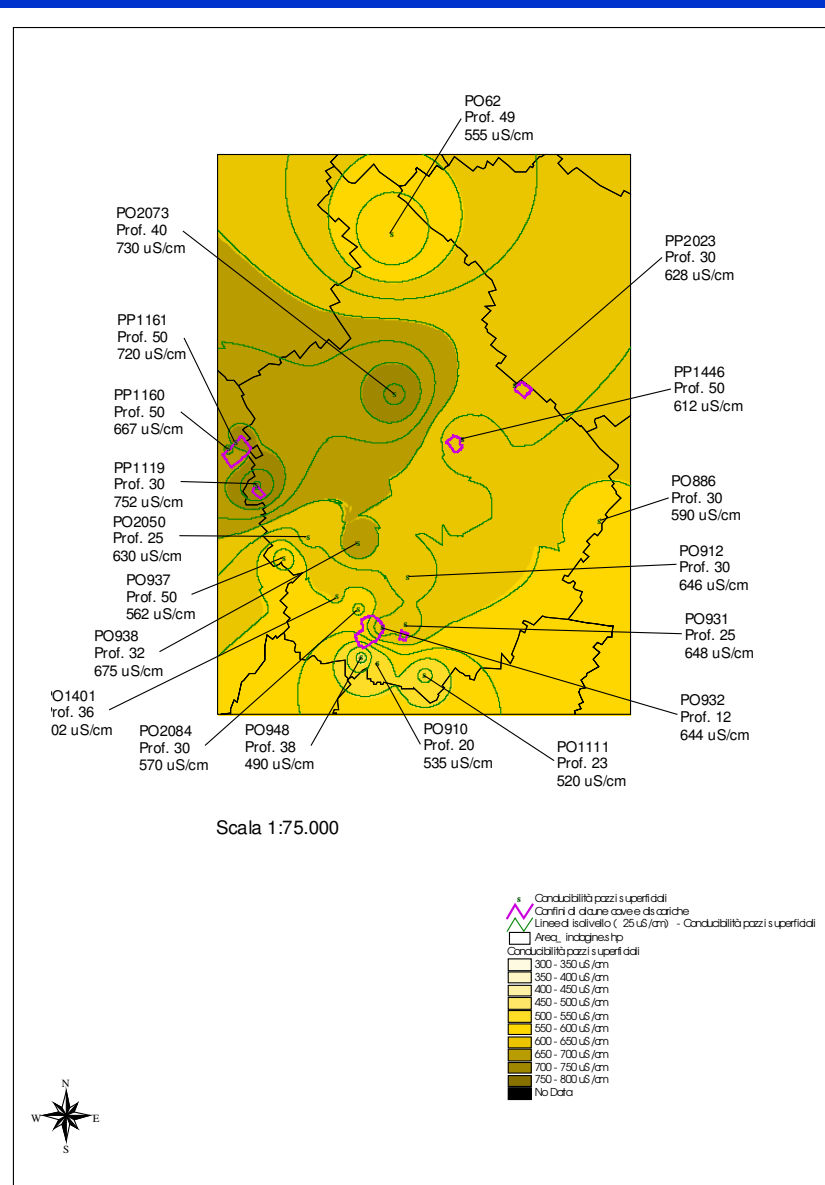 PO62
Prof. 49
555 uS/cm
PO2073
Prof. 40
730 uS/cm
PP2023
Prof. 30
628 uS/cm
PP1161
Prof. 50
720 uS/cm
PP1446
Prof. 50
612 uS/cm
PP1160
Prof. 50
667 uS/cm
PP1119
Prof. 30
752 uS/cm
PO886
Prof. 30
590 uS/cm
PO2050
Prof. 25
630 uS/cm
PO912
Prof. 30
646 uS/cm
PO937
Prof. 50
562 uS/cm
PO931
Prof. 25
648 uS/cm
PO938
Prof. 32
675 uS/cm
PO1401
rof. 36
02 uS/cm
PO932
Prof. 12
644 uS/cm
PO2084
Prof. 30
570 uS/cm
PO948
Prof. 38
490 uS/cm
PO910
Prof. 20
535 uS/cm
PO1111
Prof. 23
520 uS/cm
Scala 1:75.000
s Conducibilità pozzi superficiali
Confini di alcune cave e discariche
Linee di isolivello ( 25 uS/cm) - Conducibilità pozzi superficiali
Area_indagine.shp
Conducibilità pozzi superficiali
300 - 350 uS/cm
350 - 400 uS/cm
400 - 450 uS/cm
450 - 500 uS/cm
500 - 550 uS/cm
550 - 600 uS/cm
600 - 650 uS/cm
650 - 700 uS/cm
700 - 750 uS/cm
750 - 800 uS/cm
No Data
N
W E
S